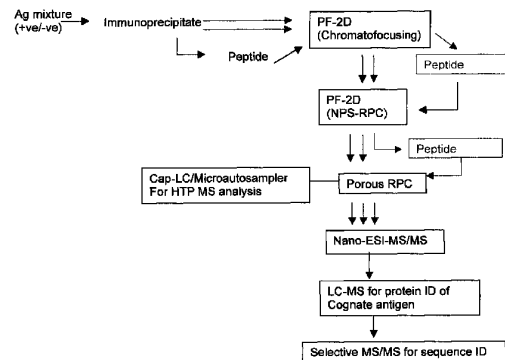 Ag mixture
(+ve/-ve)
Immunoprecipitate
PF-2D
(Chromatofocusing)
Peptide
Peptide
PF-2D
(NPS-RPC)
Peptide
Cap-LC/Microautosampler
For HTP MS analysis
Porous RPC
Nano-ESI-MS/MS
LC-MS for protein ID of
Cognate antigen
Selective MS/MS for sequence ID